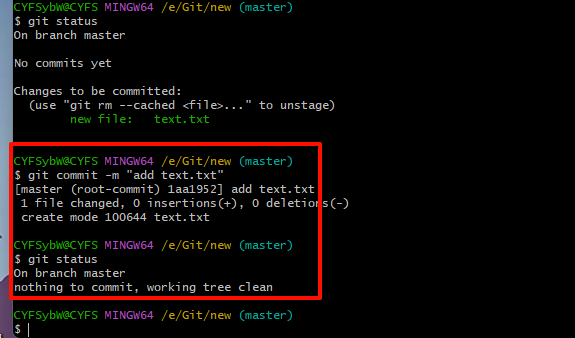 CYFSybW@CYFS MINGW64 /e/Git/new (master)
$ git status
On branch master
No commits yet
Changes to be committed:
(use "git rm --cached <file>..." to unstage)
new file:   text.txt
CYFSybW@CYFS MINGW64 /e/Git/new (master)
$ git commit -m "add text.txt"
[master (root-commit) 1aa1952] add text.txt
1 file changed, 0 insertions(+), 0 deletions(-)
create mode 100644 text.txt
CYFSybW@CYFS MINGW64 /e/Git/new (master)
$ git status
On branch master
nothing to commit, working tree clean
CYFSybW@CYFS MINGW64 /e/Git/new (master)
$